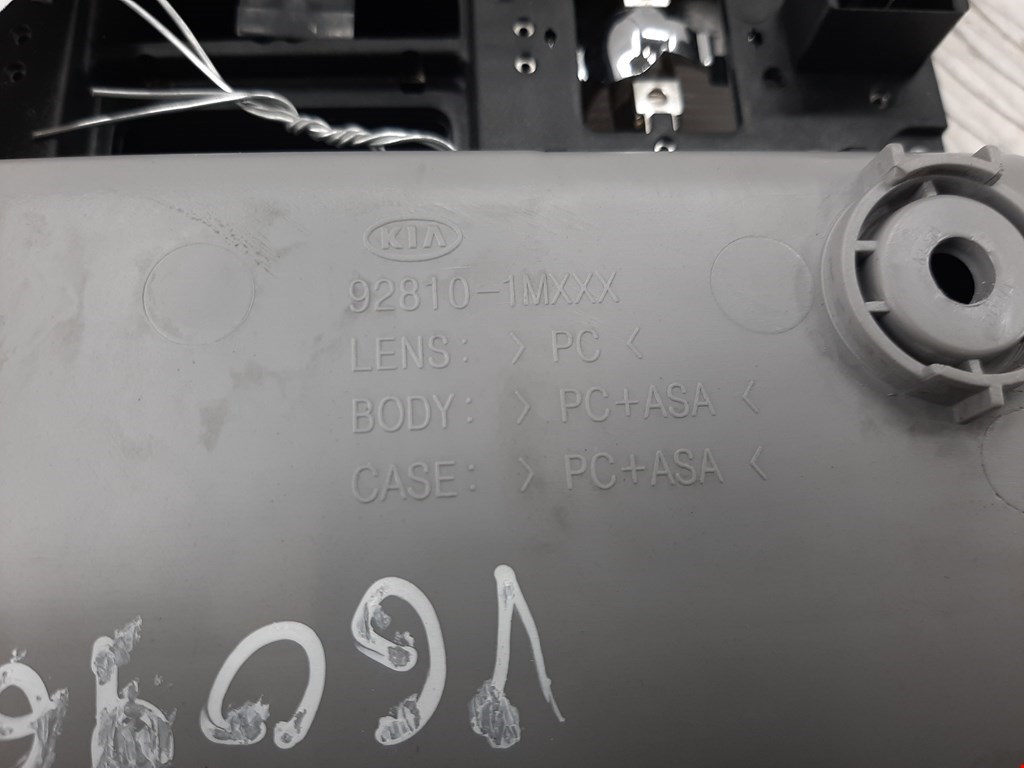 KIA
92810-1MXXX
LENS: > PC <
BODY: > PC+ASA <
CASE: > PC+ASA <